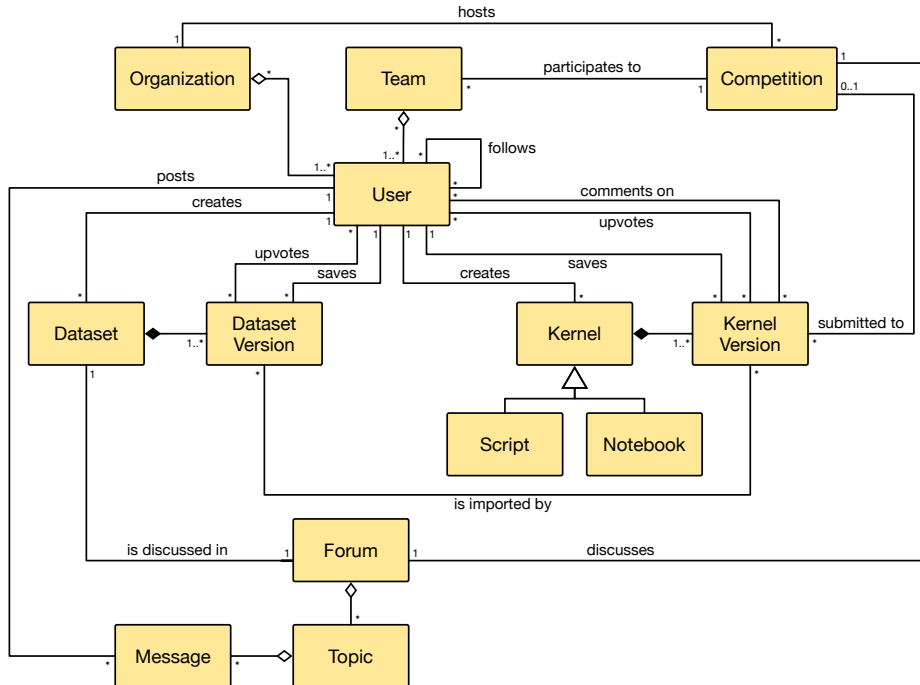 hosts
1
*
1
Organization
*
Team
*
participates to
1
Competition
0..1
*
1..*
1..*
*
follows
posts
*
comments on
User
1
*
creates
1
*
upvotes
*
1
1
1
upvotes
saves
creates
saves
*
*
*
*
*
*
*
Dataset
1..*
Dataset
Version
Kernel
1..*
Kernel
Version
submitted to
*
1
*
*
Script
Notebook
is imported by
is discussed in
1
Forum
1
discusses
*
Message
*
*
Topic